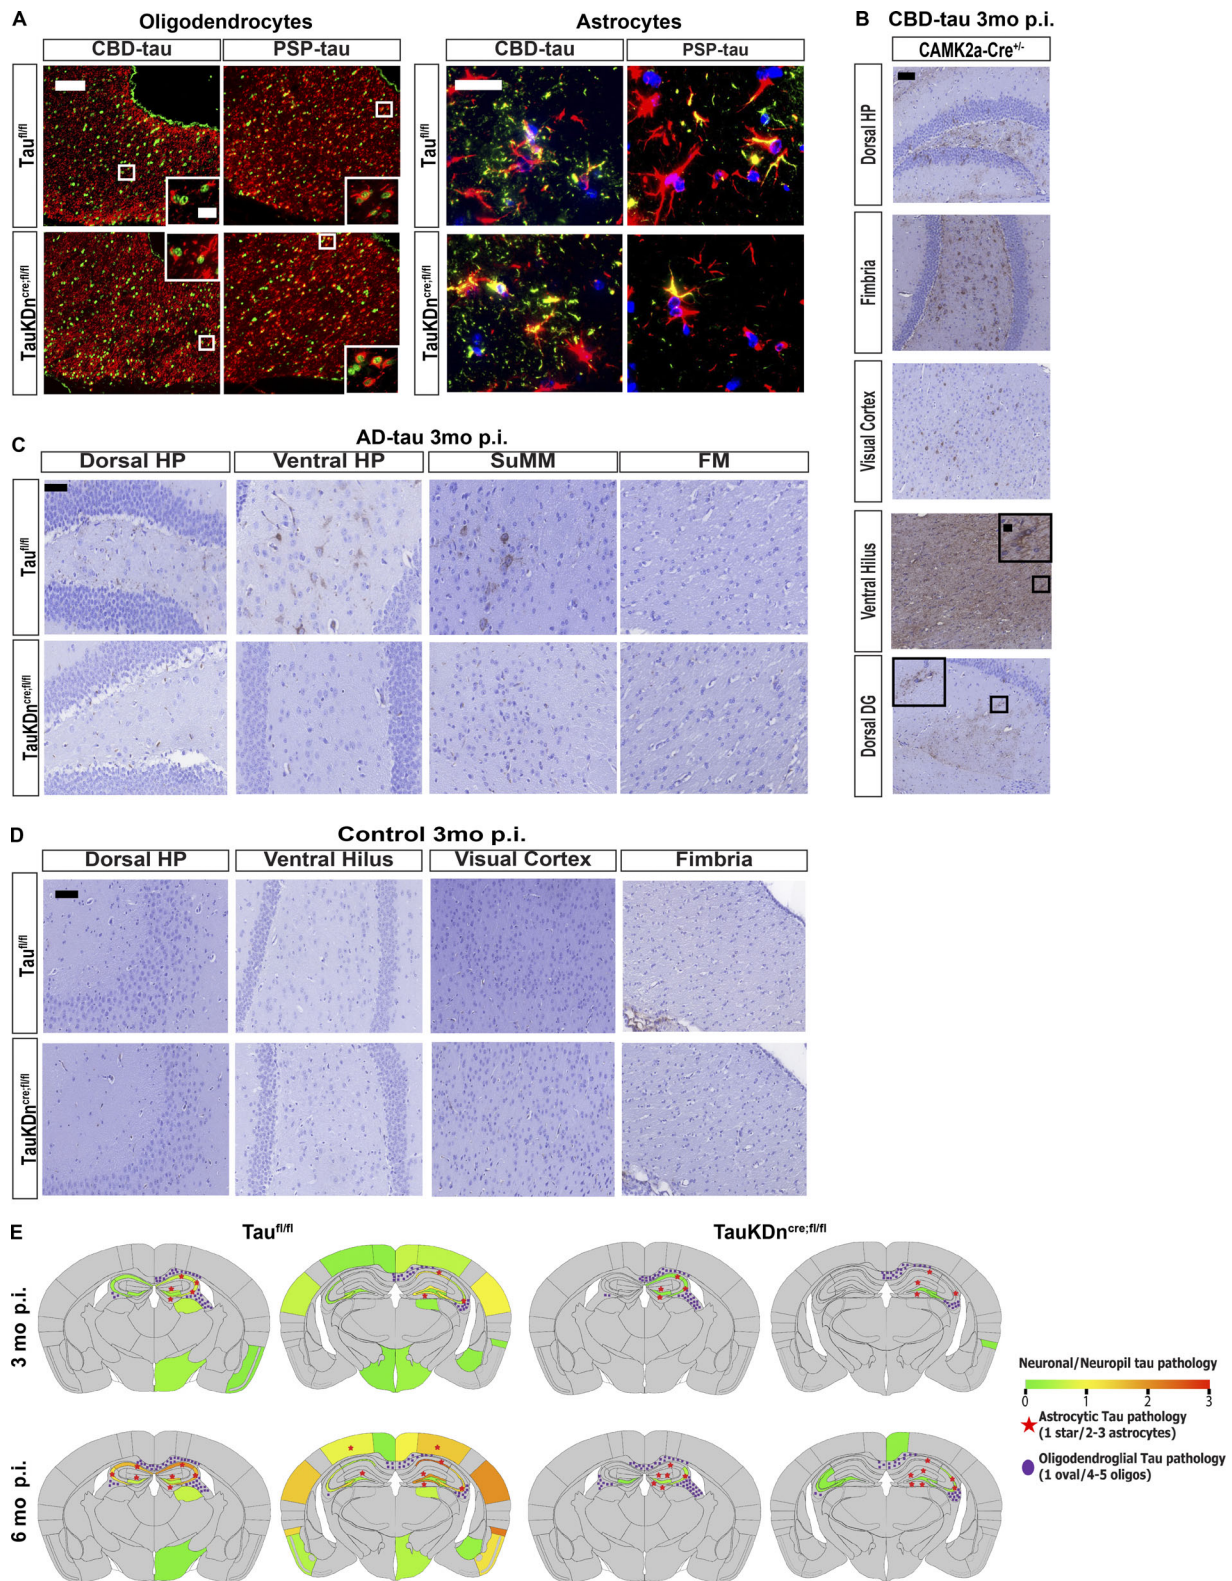 A
Oligodendrocytes
Astrocytes
CBD-tau
PSP-tau
CBD-tau
PSP-tau
Tau^fl/fl
TauKDn^cre;fl/fl
Tau^fl/fl
TauKDn^cre;fl/fl
B
CBD-tau 3mo p.i.
CAMK2a-Cre^+/-
Dorsal HP
Fimbria
Visual Cortex
Ventral Hilus
Dorsal DG
C
AD-tau 3mo p.i.
Dorsal HP
Ventral HP
SuMM
FM
Tau^fl/fl
TauKDn^cre;fl/fl
D
Control 3mo p.i.
Dorsal HP
Ventral Hilus
Visual Cortex
Fimbria
Tau^fl/fl
TauKDn^cre;fl/fl
E
Tau^fl/fl
TauKDn^cre;fl/fl
3 mo p.i.
6 mo p.i.
Neuronal/Neuropil tau pathology
0 1 2 3
Astrocytic Tau pathology
(1 star/2-3 astrocytes)
Oligodendroglial Tau pathology
(1 oval/4-5 oligos)